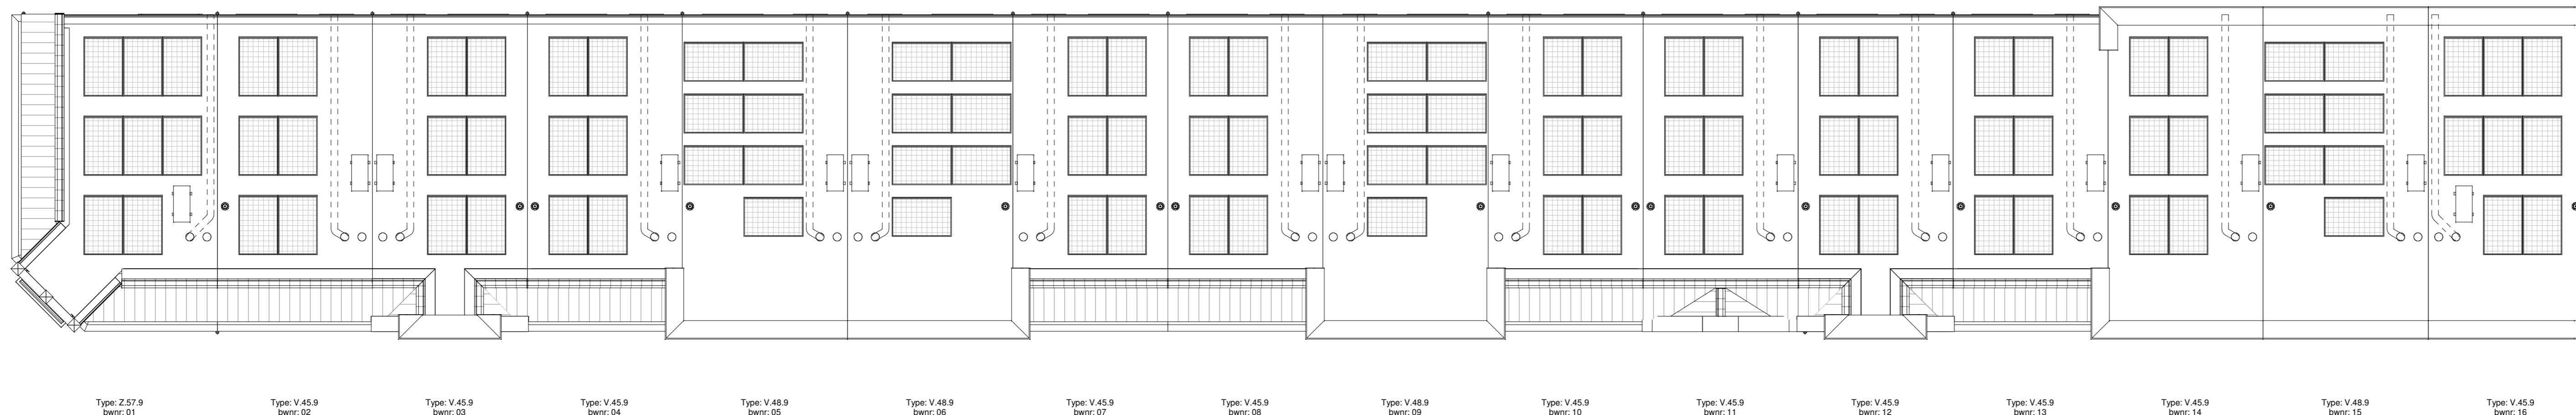 Type: Z.57.9
bwnr: 01
Type: V.45.9
bwnr: 02
Type: V.45.9
bwnr: 03
Type: V.45.9
bwnr: 04
Type: V.48.9
bwnr: 05
Type: V.48.9
bwnr: 06
Type: V.45.9
bwnr: 07
Type: V.45.9
bwnr: 08
Type: V.48.9
bwnr: 09
Type: V.45.9
bwnr: 10
Type: V.45.9
bwnr: 11
Type: V.45.9
bwnr: 12
Type: V.45.9
bwnr: 13
Type: V.45.9
bwnr: 14
Type: V.48.9
bwnr: 15
Type: V.45.9
bwnr: 16